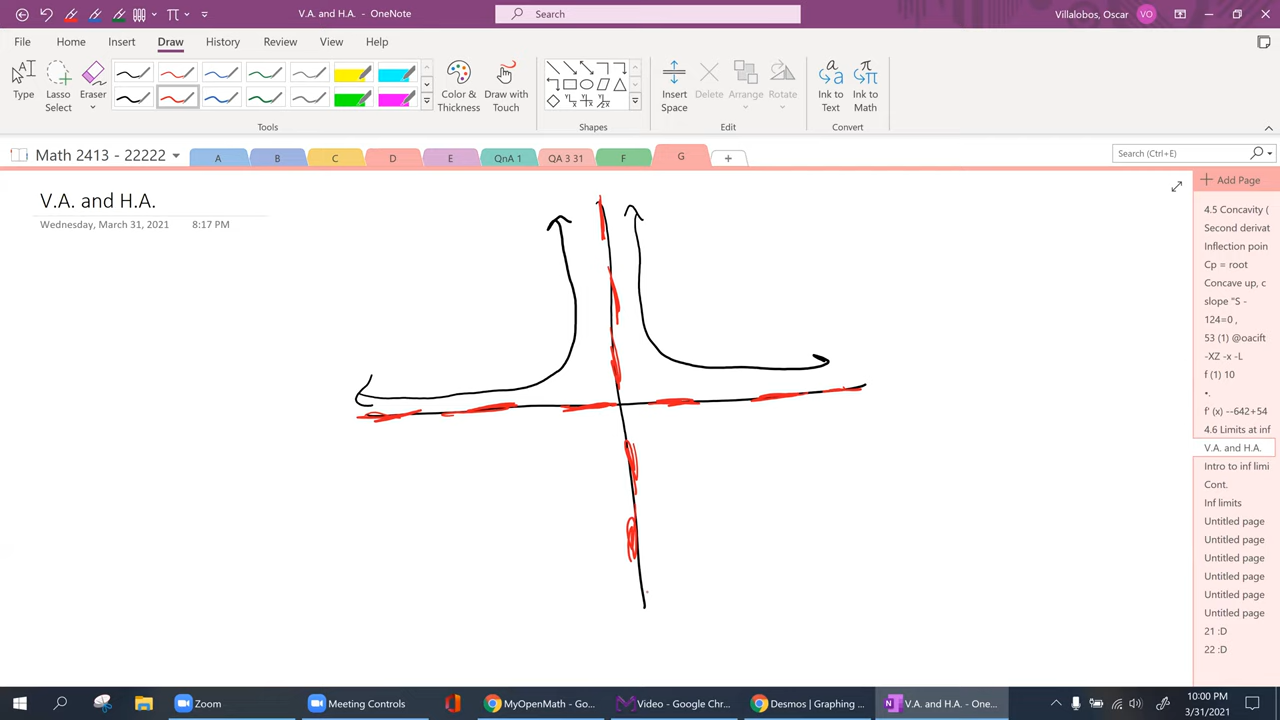 V.A. and H.A. - OneNote
Search
Villalobos, Oscar
VO
File
Home
Insert
Draw
History
Review
View
Help
Type
Lasso Select
Eraser
Color & Thickness
Draw with Touch
Insert Space
Delete
Arrange
Rotate
Ink to Text
Ink to Math
Tools
Shapes
Edit
Convert
Math 2413 - 22222
A
B
C
D
E
QnA 1
QA 3 31
F
G
Search (Ctrl+E)
V.A. and H.A.
Wednesday, March 31, 2021 8:17 PM
Add Page
4.5 Concavity (
Second derivat
Inflection poin
Cp = root
Concave up, c
slope "S -
124=0 ,
53 (1) @oacift
-XZ -x -L
f (1) 10
•.
f' (x) --642+54
4.6 Limits at inf
V.A. and H.A.
Intro to inf limi
Cont.
Inf limits
Untitled page
Untitled page
Untitled page
Untitled page
Untitled page
Untitled page
21 :D
22 :D
Zoom
Meeting Controls
MyOpenMath - Go...
Video - Google Chr...
Desmos | Graphing ...
V.A. and H.A. - One...
10:00 PM
3/31/2021